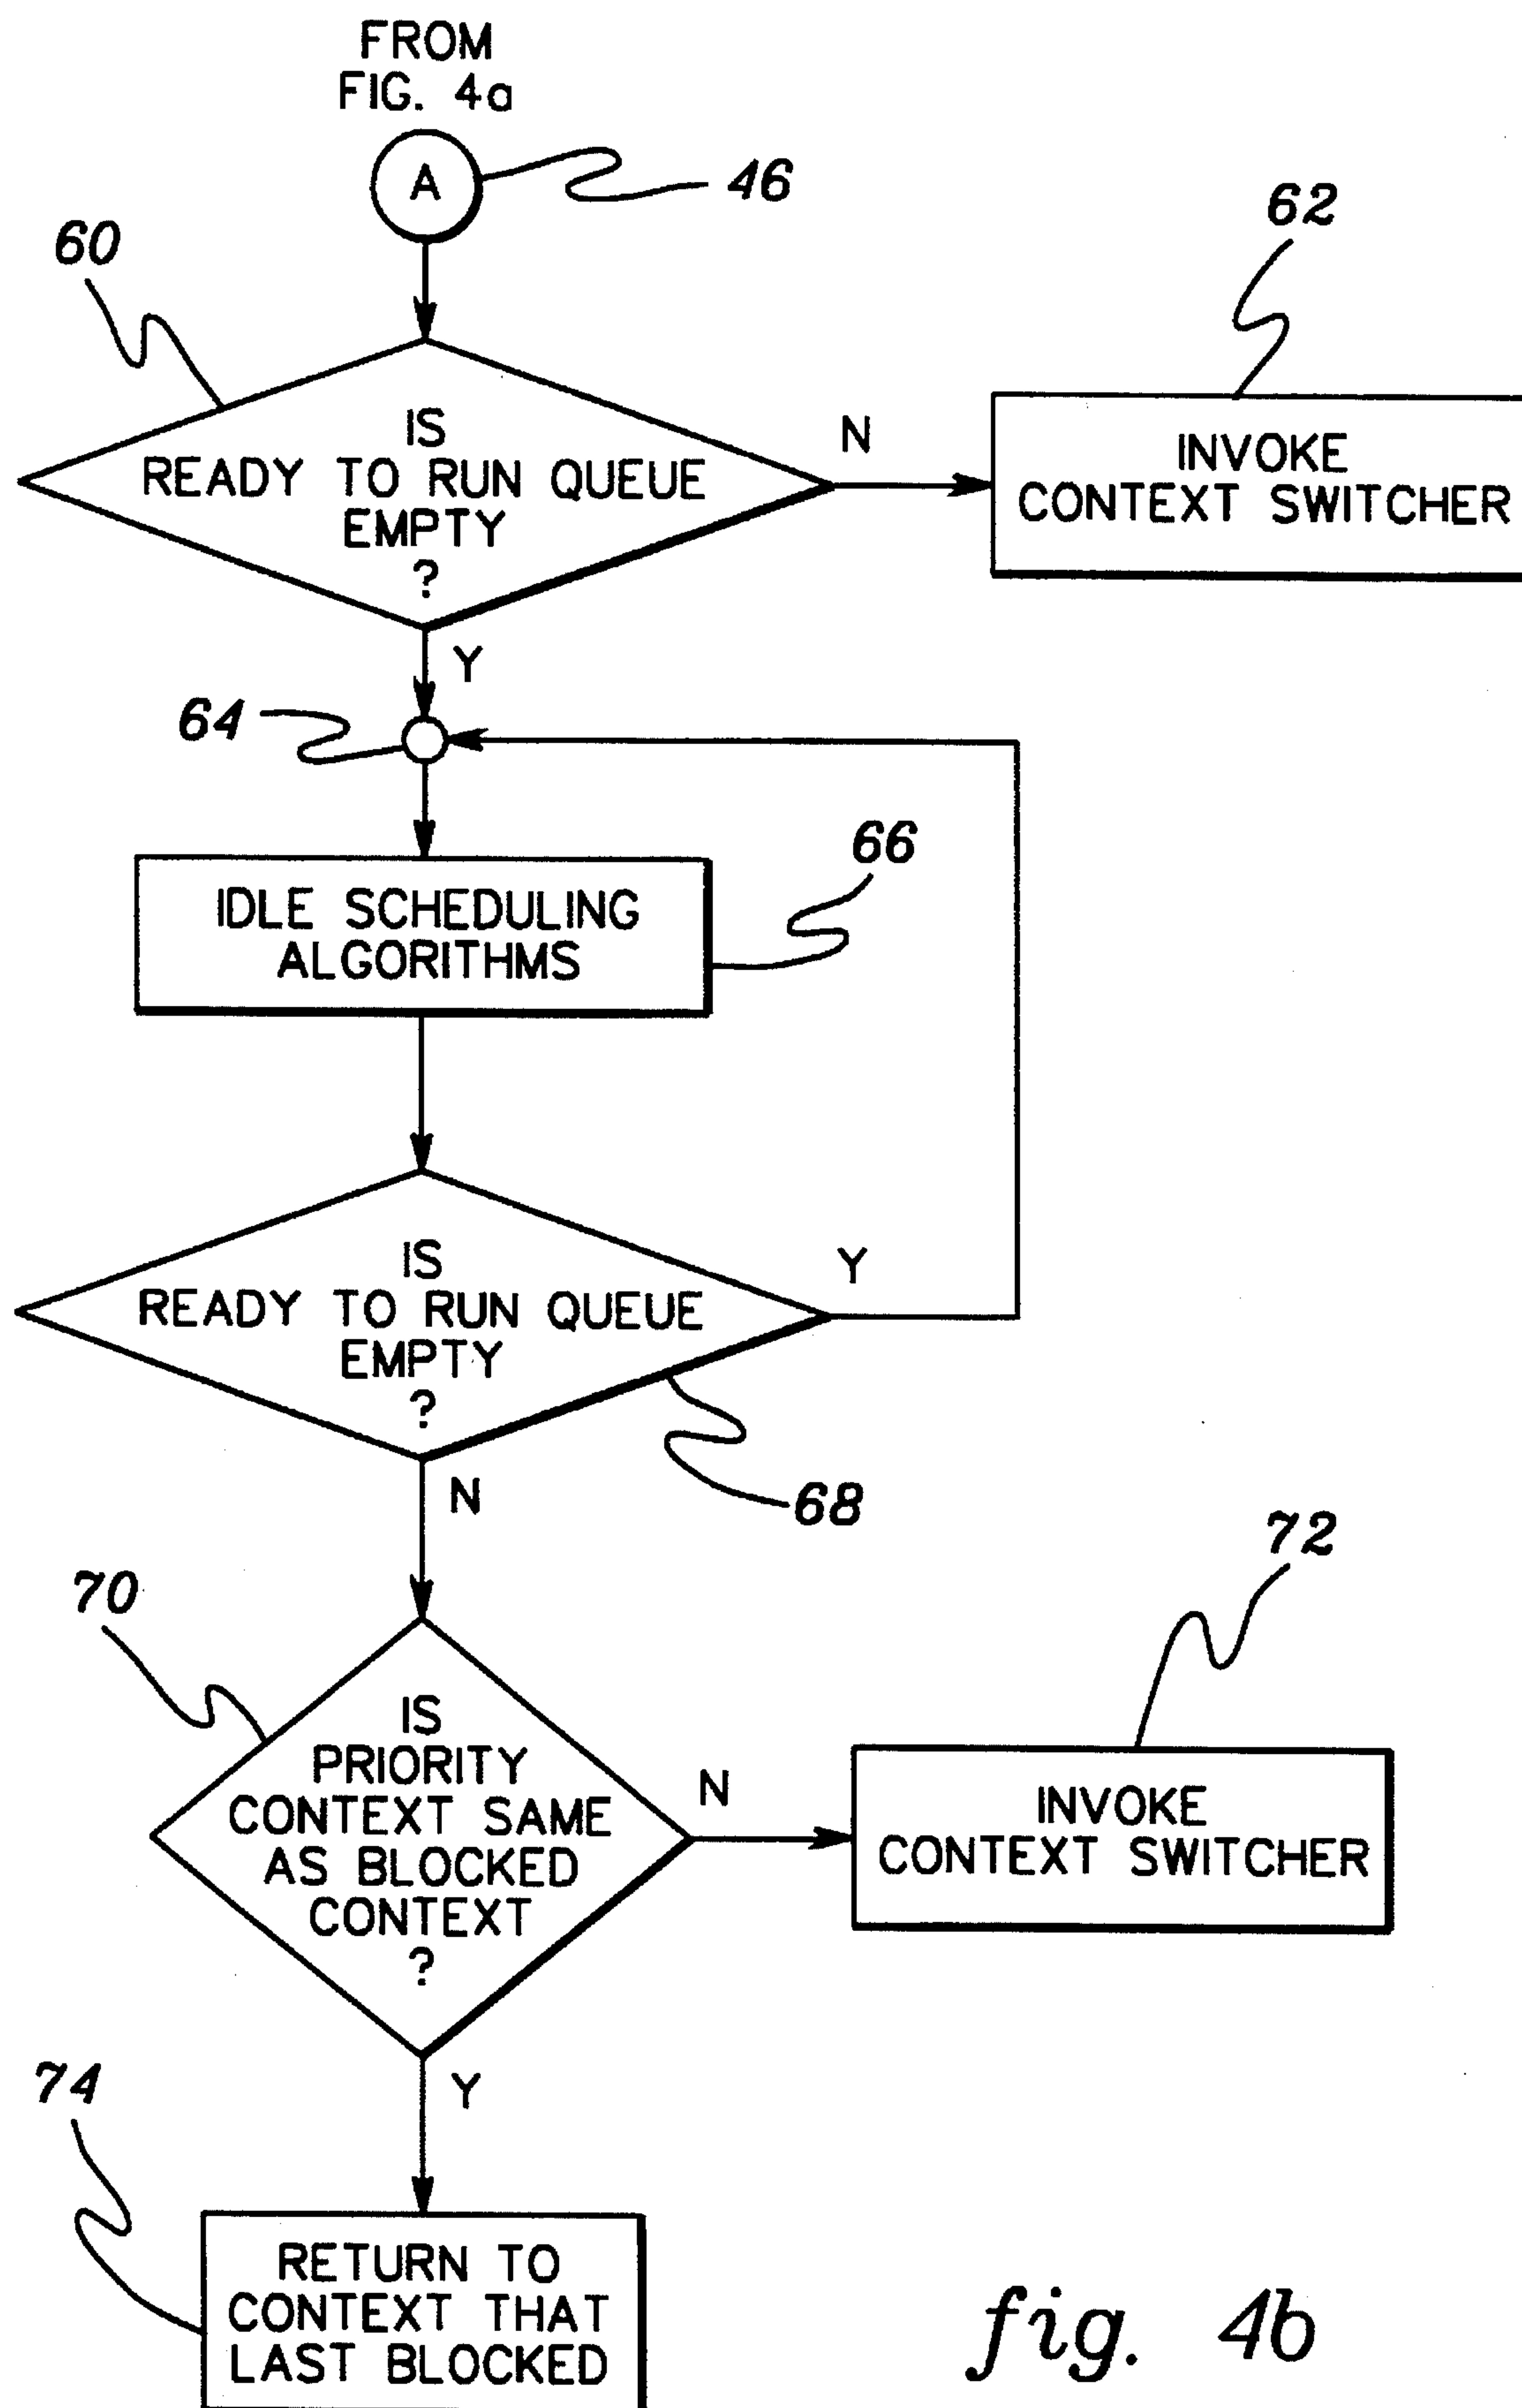 FROM
FIG. 4a
A
46
60
62
IS
READY TO RUN QUEUE
EMPTY
?
N
INVOKE
CONTEXT SWITCHER
Y
64
66
IDLE SCHEDULING
ALGORITHMS
IS
READY TO RUN QUEUE
EMPTY
?
Y
N
68
70
72
IS
PRIORITY
CONTEXT SAME
AS BLOCKED
CONTEXT
?
N
INVOKE
CONTEXT SWITCHER
Y
74
RETURN TO
CONTEXT THAT
LAST BLOCKED
fig. 4b